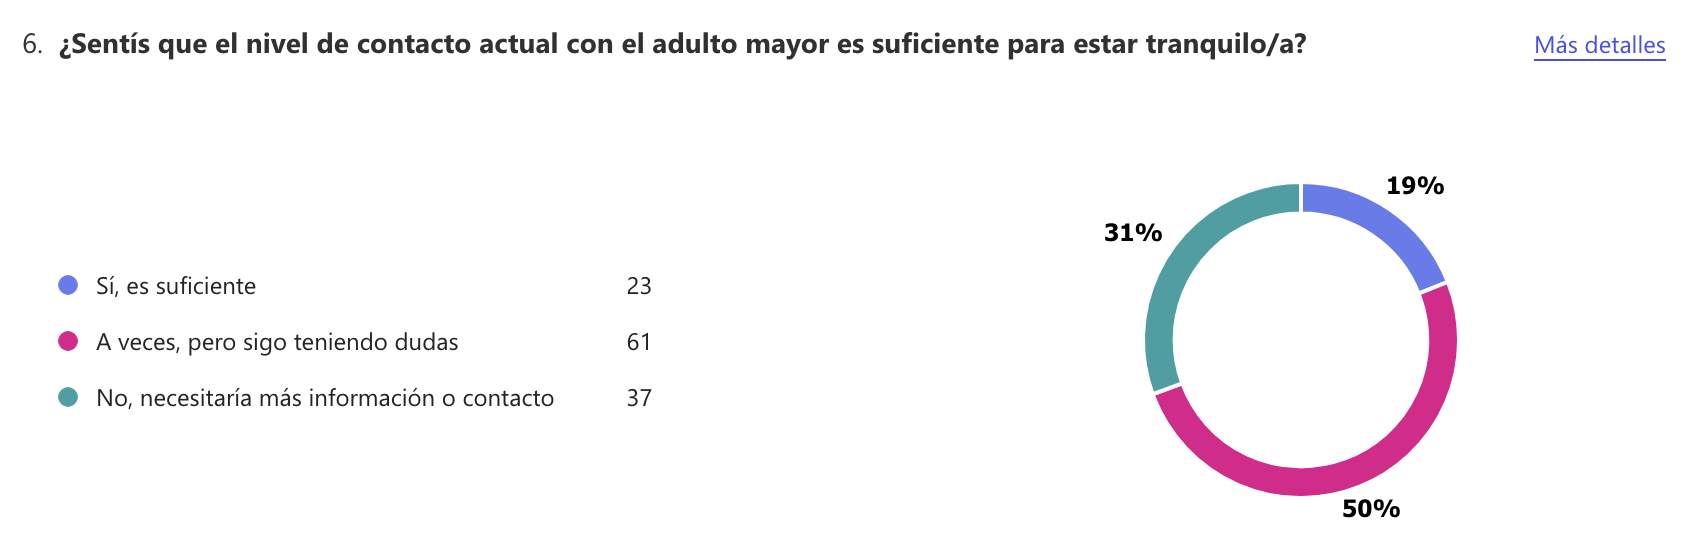 6. ¿Sentís que el nivel de contacto actual con el adulto mayor es suficiente para estar tranquilo/a?
Más detalles
Sí, es suficiente 23
A veces, pero sigo teniendo dudas 61
No, necesitaría más información o contacto 37
19%
31%
50%